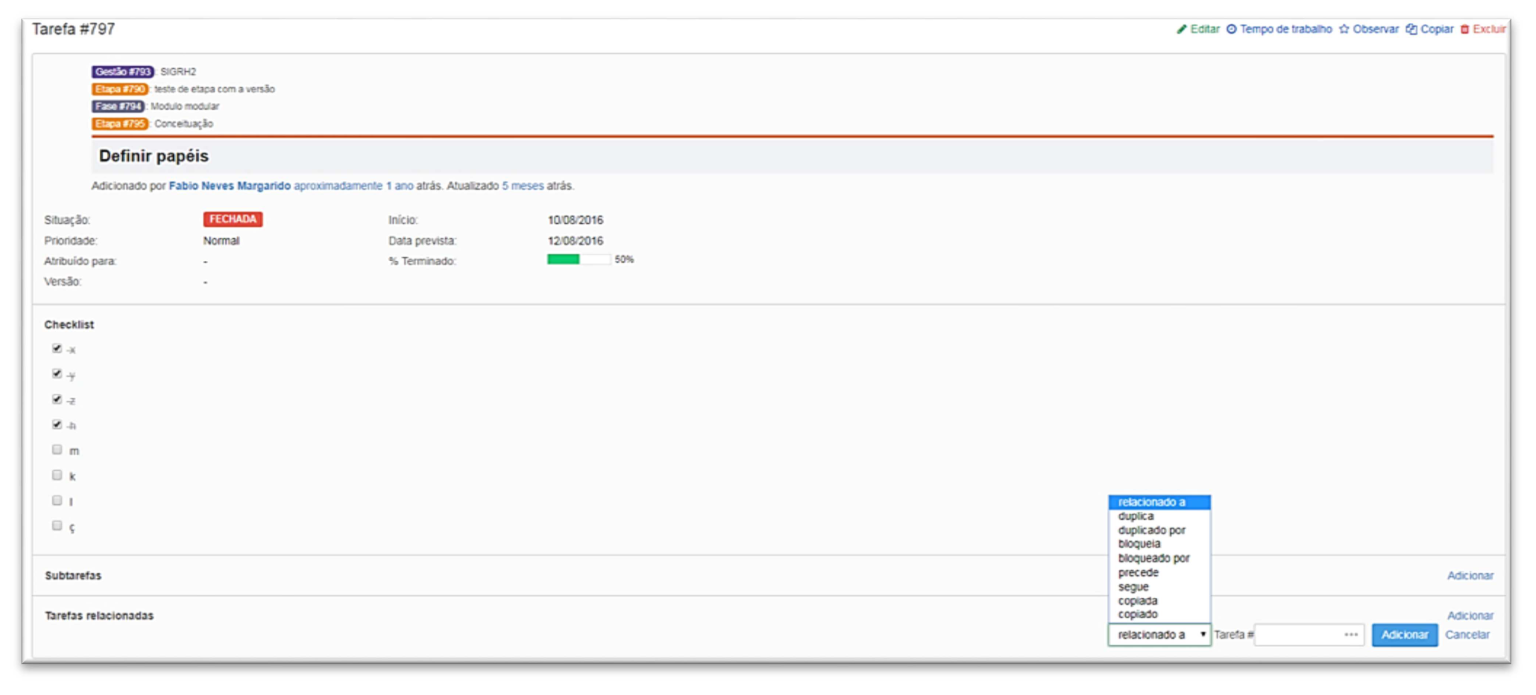 Tarefa #797
Editar Tempo de trabalho Observar Copiar Excluir
Gestão #793: SIGRH2
Etapa #790: teste de etapa com a versão
Fase #794: Modulo modular
Etapa #795: Conceituação
Definir papéis
Adicionado por Fabio Neves Margarido aproximadamente 1 ano atrás. Atualizado 5 meses atrás.
Situação: FECHADA Início: 10/08/2016
Prioridade: Normal Data prevista: 12/08/2016
Atribuído para: - % Terminado: 50%
Versão: -
Checklist
-x
-y
-z
-h
m
k
l
ç
relacionado a
duplica
duplicado por
bloqueia
bloqueado por
precede
segue
copiada
copiado
Subtarefas Adicionar
Tarefas relacionadas Adicionar
relacionado a Tarefa # ... Adicionar Cancelar